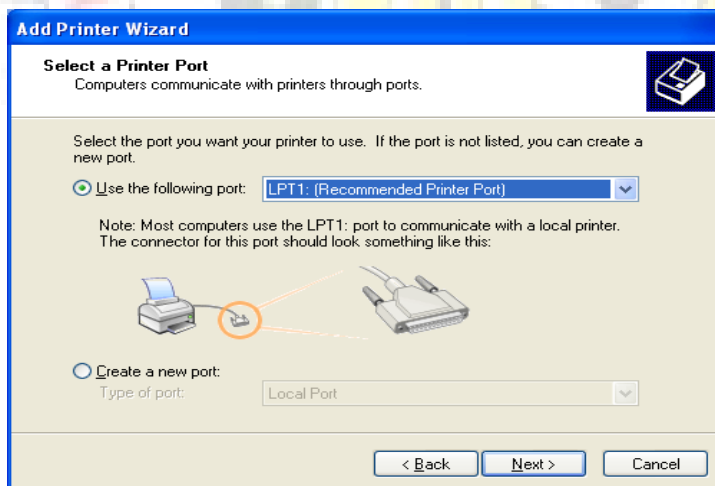 Add Printer Wizard
Select a Printer Port
Computers communicate with printers through ports.
Select the port you want your printer to use. If the port is not listed, you can create a
new port.
Use the following port: LPT1: (Recommended Printer Port)
Note: Most computers use the LPT1: port to communicate with a local printer.
The connector for this port should look something like this:
Create a new port:
Type of port: Local Port
< Back Next > Cancel